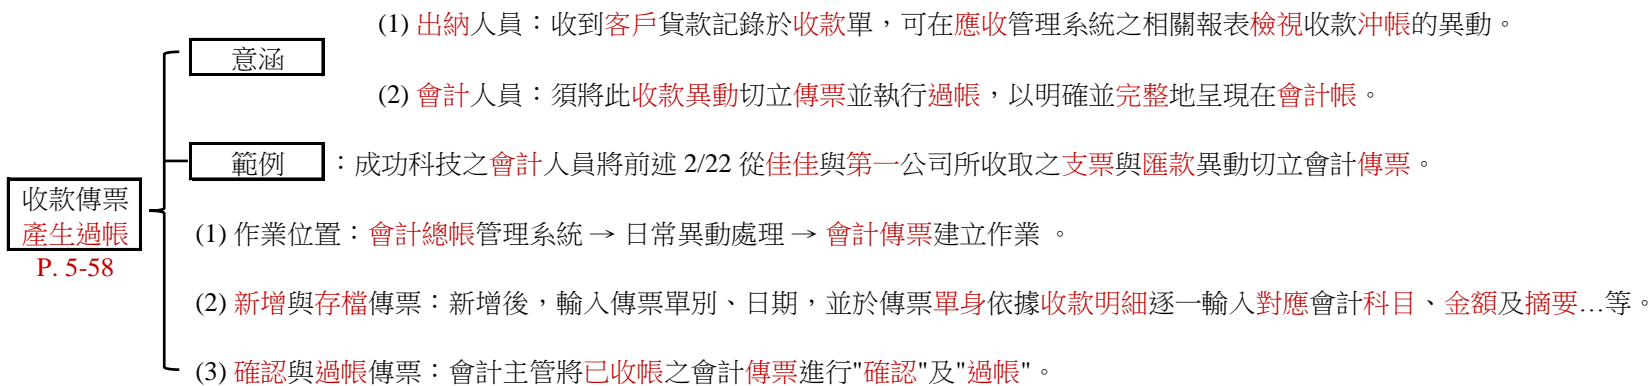 (1) 出納人員：收到客戶貨款記錄於收款單，可在應收管理系統之相關報表檢視收款沖帳的異動。
意涵
(2) 會計人員：須將此收款異動切立傳票並執行過帳，以明確並完整地呈現在會計帳。
範例：成功科技之會計人員將前述 2/22 從佳佳與第一公司所收取之支票與匯款異動切立會計傳票。
收款傳票
產生過帳
P. 5-58
(1) 作業位置：會計總帳管理系統 → 日常異動處理 → 會計傳票建立作業 。
(2) 新增與存檔傳票：新增後，輸入傳票單別、日期，並於傳票單身依據收款明細逐一輸入對應會計科目、金額及摘要…等。
(3) 確認與過帳傳票：會計主管將已收帳之會計傳票進行"確認"及"過帳"。